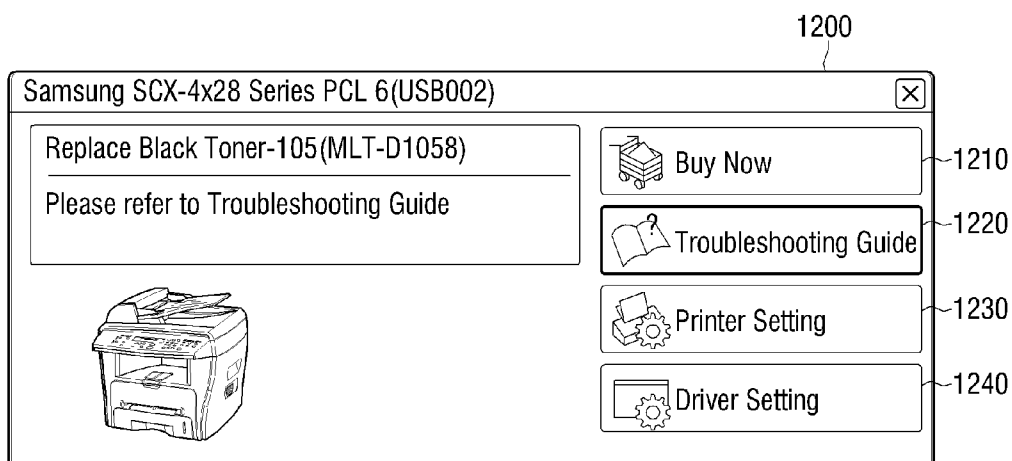 1200
Samsung SCX-4x28 Series PCL 6(USB002)
Replace Black Toner-105(MLT-D1058)
Please refer to Troubleshooting Guide
Buy Now
1210
Troubleshooting Guide
1220
Printer Setting
1230
Driver Setting
1240